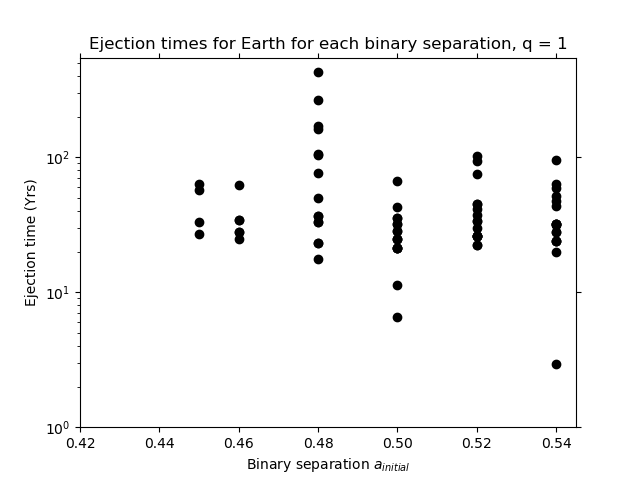 Ejection times for Earth for each binary separation, q = 1
Ejection time (Yrs)
10²
10¹
10⁰
0.42 0.44 0.46 0.48 0.50 0.52 0.54
Binary separation a_initial